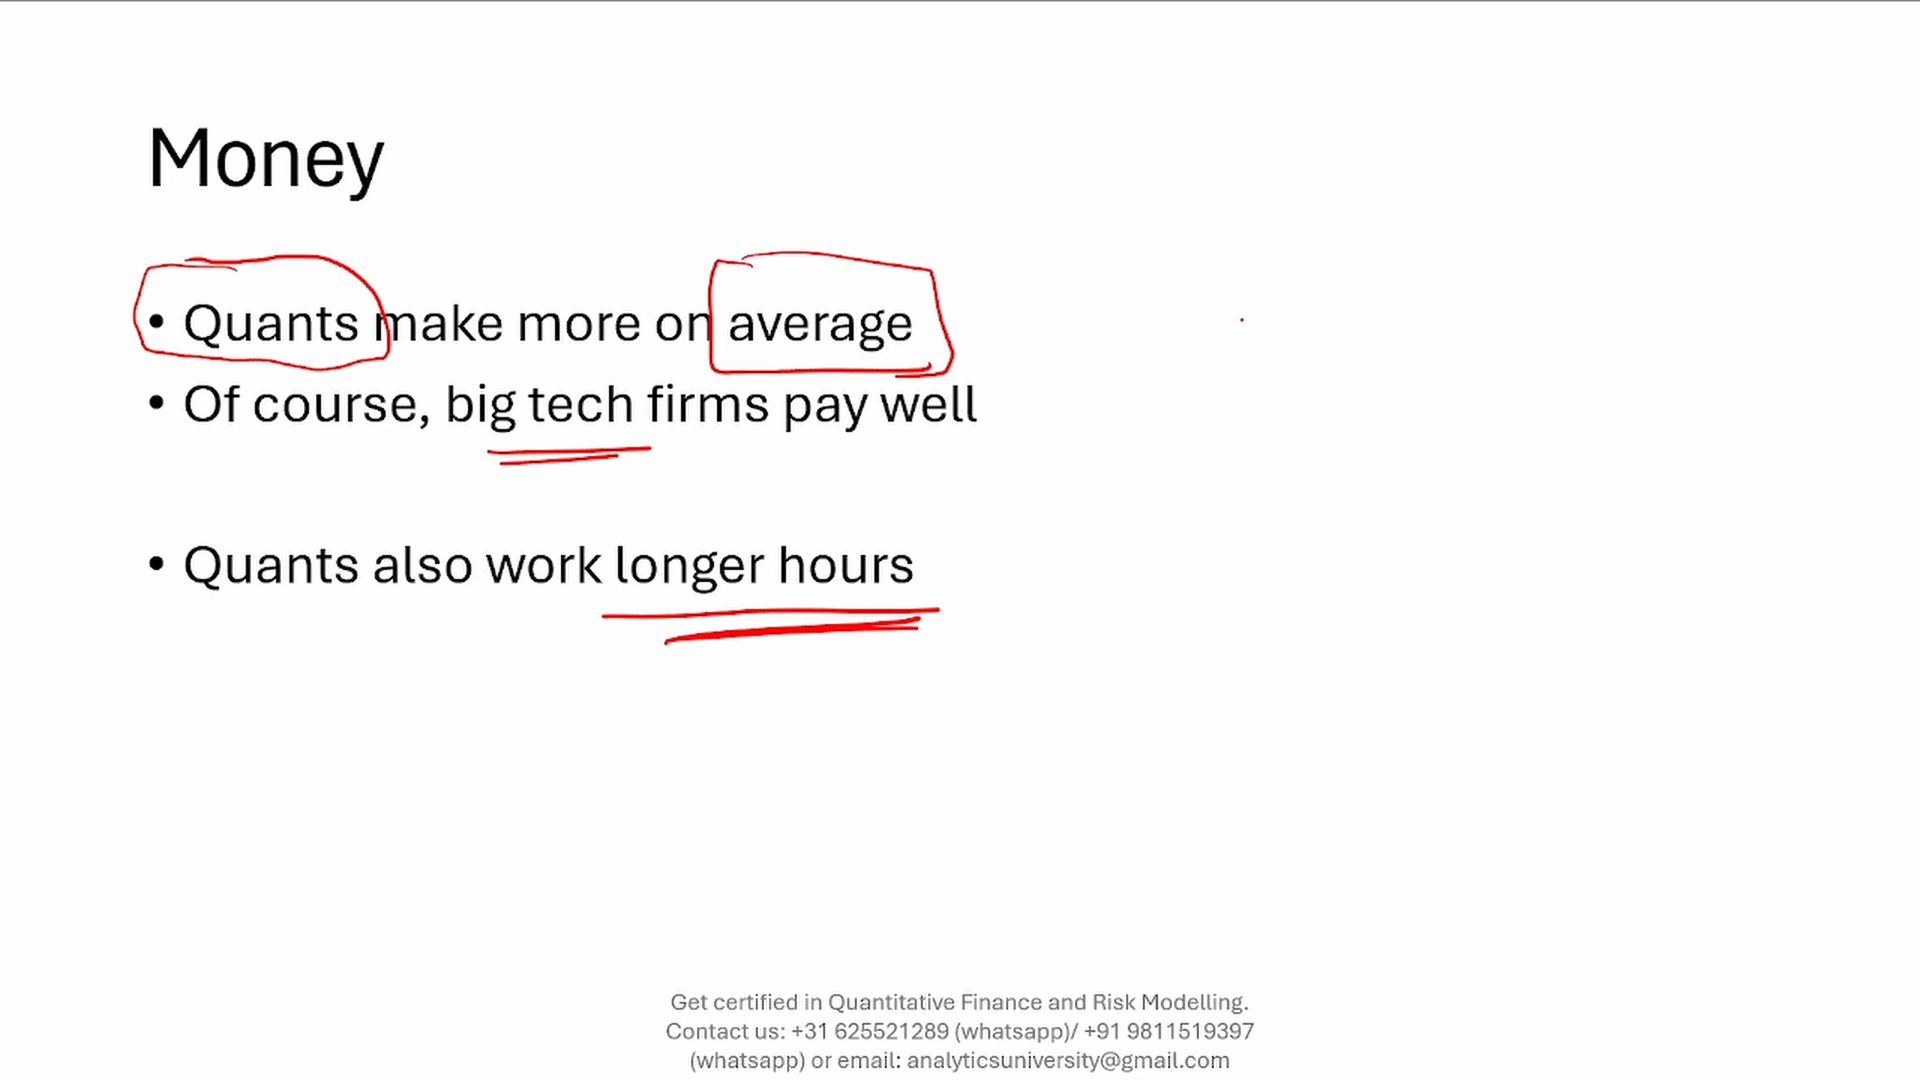 Money
• Quants make more on average
• Of course, big tech firms pay well
• Quants also work longer hours
Get certified in Quantitative Finance and Risk Modelling.
Contact us: +31 625521289 (whatsapp)/ +91 9811519397
(whatsapp) or email: analyticsuniversity@gmail.com